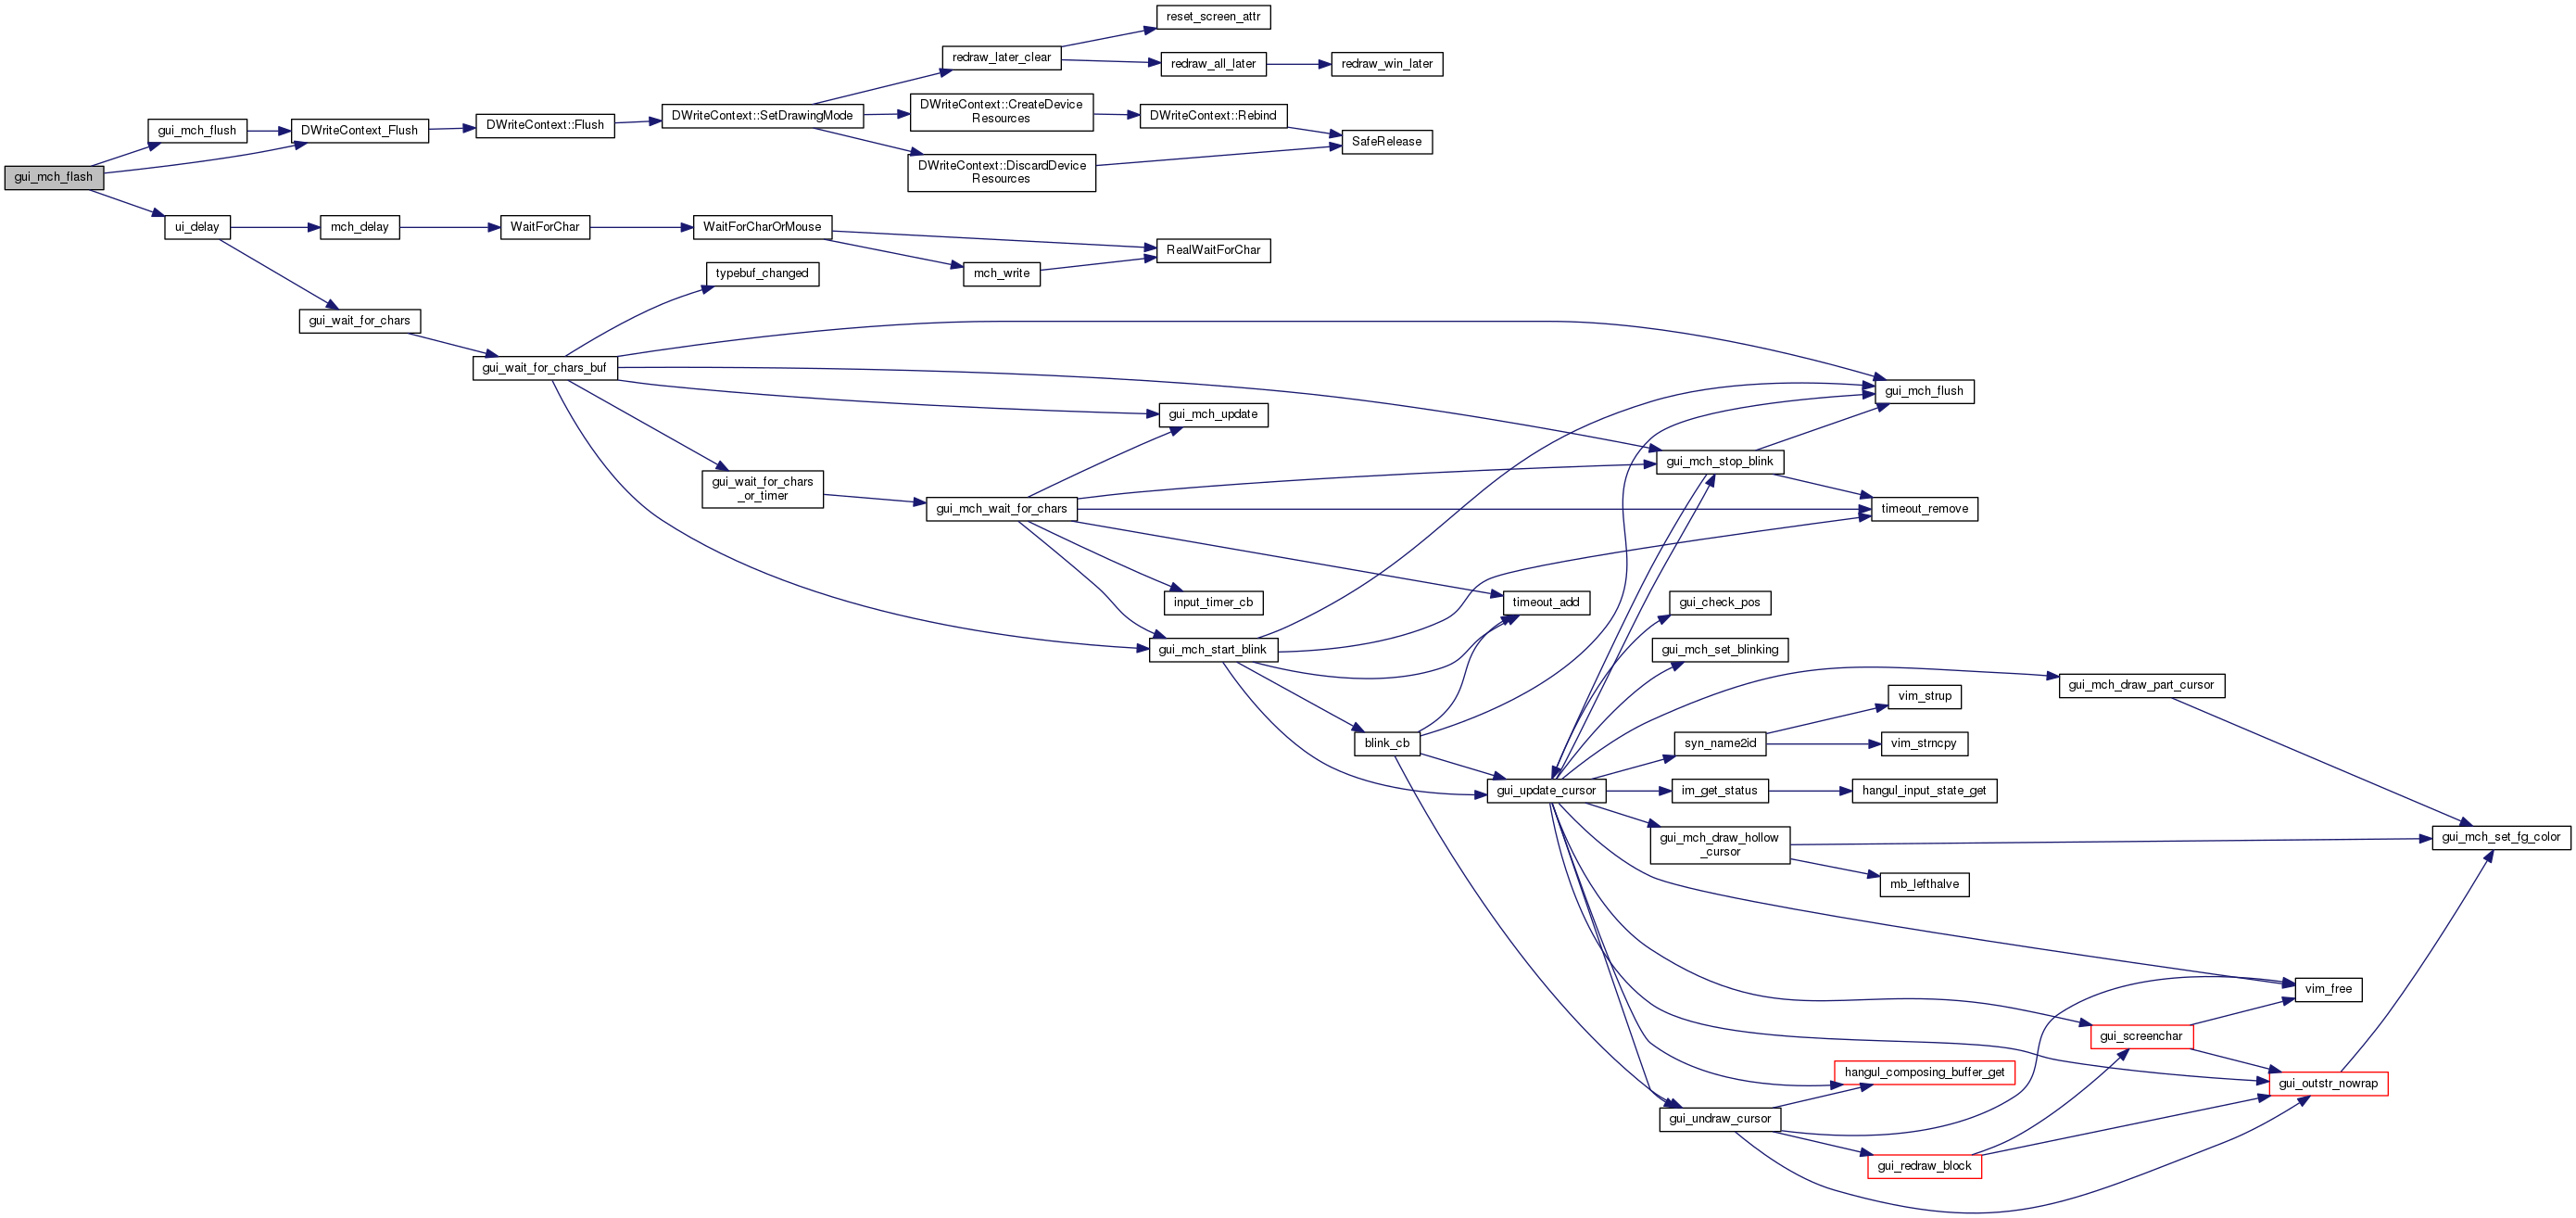 reset_screen_attr
redraw_later_clear
redraw_all_later
redraw_win_later
DWriteContext::CreateDevice
Resources
DWriteContext::SetDrawingMode
DWriteContext::Rebind
DWriteContext::Flush
gui_mch_flush
DWriteContext_Flush
SafeRelease
DWriteContext::DiscardDevice
Resources
gui_mch_flash
ui_delay
mch_delay
WaitForChar
WaitForCharOrMouse
RealWaitForChar
typebuf_changed
mch_write
gui_wait_for_chars
gui_wait_for_chars_buf
gui_mch_flush
gui_mch_update
gui_mch_stop_blink
gui_wait_for_chars
_or_timer
gui_mch_wait_for_chars
timeout_remove
input_timer_cb
timeout_add
gui_check_pos
gui_mch_start_blink
gui_mch_set_blinking
gui_mch_draw_part_cursor
vim_strup
blink_cb
syn_name2id
vim_strncpy
gui_update_cursor
im_get_status
hangul_input_state_get
gui_mch_draw_hollow
_cursor
gui_mch_set_fg_color
mb_lefthalve
vim_free
gui_screenchar
hangul_composing_buffer_get
gui_outstr_nowrap
gui_undraw_cursor
gui_redraw_block